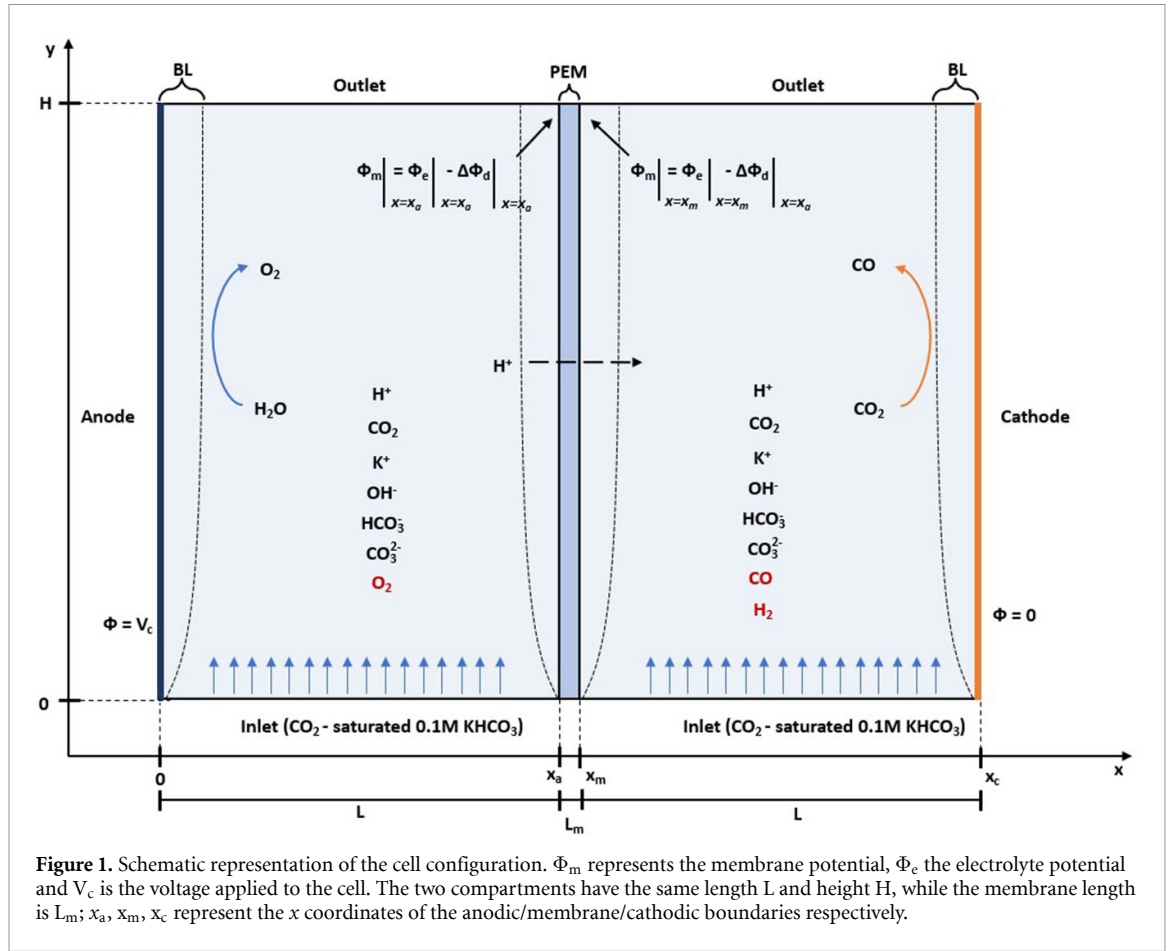 y
BL
Outlet
PEM
Outlet
BL
H
Φm| = Φe| - ΔΦd|
x=xa x=xa x=xa
Φm| = Φe| - ΔΦd|
x=xm x=xm x=xa
O2
CO
H+
H2O
CO2
Anode
Cathode
H+
CO2
K+
OH-
HCO3-
CO3 2-
O2
H+
CO2
K+
OH-
HCO3-
CO3 2-
CO
H2
Φ = Vc
Φ = 0
0
Inlet (CO2 - saturated 0.1M KHCO3)
Inlet (CO2 - saturated 0.1M KHCO3)
0
xa
xm
xc
x
L
Lm
L
Figure 1. Schematic representation of the cell configuration. Φm represents the membrane potential, Φe the electrolyte potential
and Vc is the voltage applied to the cell. The two compartments have the same length L and height H, while the membrane length
is Lm; xa, xm, xc represent the x coordinates of the anodic/membrane/cathodic boundaries respectively.